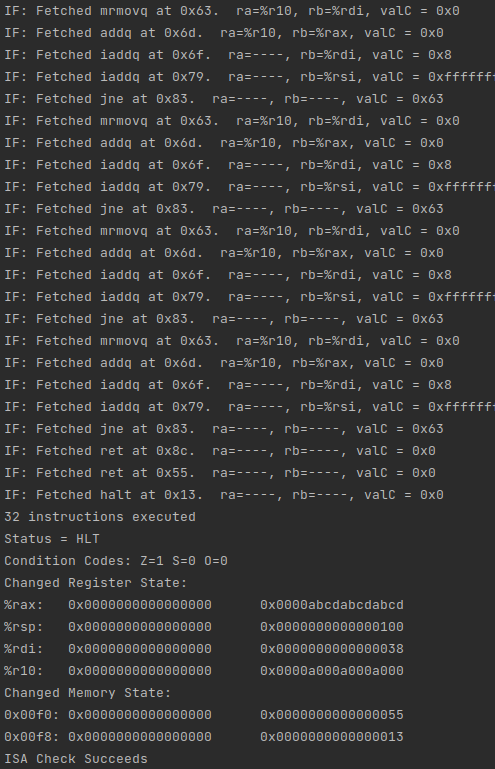 IF: Fetched mrmovq at 0x63.  ra=%r10, rb=%rdi, valC = 0x0
IF: Fetched addq at 0x6d.  ra=%r10, rb=%rax, valC = 0x0
IF: Fetched iaddq at 0x6f.  ra=----, rb=%rdi, valC = 0x8
IF: Fetched iaddq at 0x79.  ra=----, rb=%rsi, valC = 0xfffffff
IF: Fetched jne at 0x83.  ra=----, rb=----, valC = 0x63
IF: Fetched mrmovq at 0x63.  ra=%r10, rb=%rdi, valC = 0x0
IF: Fetched addq at 0x6d.  ra=%r10, rb=%rax, valC = 0x0
IF: Fetched iaddq at 0x6f.  ra=----, rb=%rdi, valC = 0x8
IF: Fetched iaddq at 0x79.  ra=----, rb=%rsi, valC = 0xfffffff
IF: Fetched jne at 0x83.  ra=----, rb=----, valC = 0x63
IF: Fetched mrmovq at 0x63.  ra=%r10, rb=%rdi, valC = 0x0
IF: Fetched addq at 0x6d.  ra=%r10, rb=%rax, valC = 0x0
IF: Fetched iaddq at 0x6f.  ra=----, rb=%rdi, valC = 0x8
IF: Fetched iaddq at 0x79.  ra=----, rb=%rsi, valC = 0xfffffff
IF: Fetched jne at 0x83.  ra=----, rb=----, valC = 0x63
IF: Fetched mrmovq at 0x63.  ra=%r10, rb=%rdi, valC = 0x0
IF: Fetched addq at 0x6d.  ra=%r10, rb=%rax, valC = 0x0
IF: Fetched iaddq at 0x6f.  ra=----, rb=%rdi, valC = 0x8
IF: Fetched iaddq at 0x79.  ra=----, rb=%rsi, valC = 0xfffffff
IF: Fetched jne at 0x83.  ra=----, rb=----, valC = 0x63
IF: Fetched ret at 0x8c.  ra=----, rb=----, valC = 0x0
IF: Fetched ret at 0x55.  ra=----, rb=----, valC = 0x0
IF: Fetched halt at 0x13.  ra=----, rb=----, valC = 0x0
32 instructions executed
Status = HLT
Condition Codes: Z=1 S=0 O=0
Changed Register State:
%rax:   0x0000000000000000      0x0000abcdabcdabcd
%rsp:   0x0000000000000000      0x0000000000000100
%rdi:   0x0000000000000000      0x0000000000000038
%r10:   0x0000000000000000      0x0000a000a000a000
Changed Memory State:
0x00f0: 0x0000000000000000      0x0000000000000055
0x00f8: 0x0000000000000000      0x0000000000000013
ISA Check Succeeds